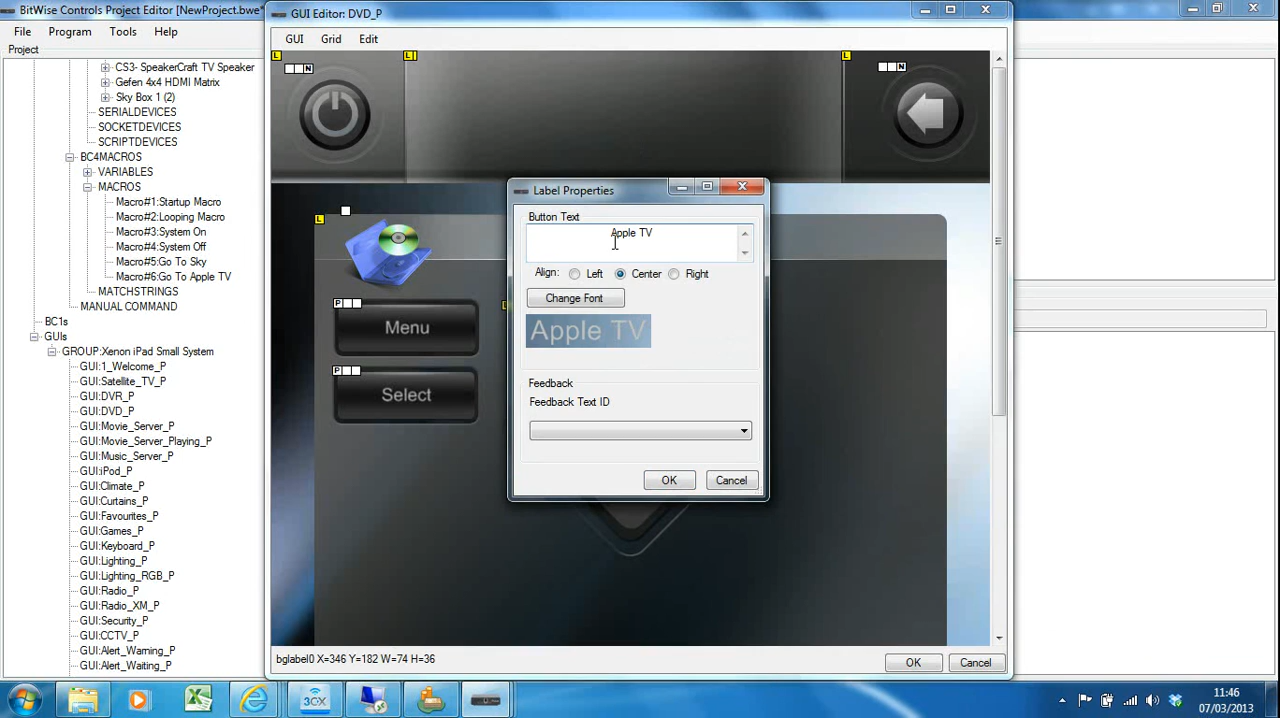 BitWise Controls Project Editor [NewProject.bwe*
File Program Tools Help
Project
CS3- SpeakerCraft TV Speaker
Gefen 4x4 HDMI Matrix
Sky Box 1 (2)
SERIALDEVICES
SOCKETDEVICES
SCRIPTDEVICES
BC4MACROS
VARIABLES
MACROS
Macro#1:Startup Macro
Macro#2:Looping Macro
Macro#3:System On
Macro#4:System Off
Macro#5:Go To Sky
Macro#6:Go To Apple TV
MATCHSTRINGS
MANUAL COMMAND
BC1s
GUIs
GROUP:Xenon iPad Small System
GUI:1_Welcome_P
GUI:Satellite_TV_P
GUI:DVR_P
GUI:DVD_P
GUI:Movie_Server_P
GUI:Movie_Server_Playing_P
GUI:Music_Server_P
GUI:iPod_P
GUI:Climate_P
GUI:Curtains_P
GUI:Favourites_P
GUI:Games_P
GUI:Keyboard_P
GUI:Lighting_P
GUI:Lighting_RGB_P
GUI:Radio_P
GUI:Radio_XM_P
GUI:Security_P
GUI:CCTV_P
GUI:Alert_Warning_P
GUI:Alert_Waiting_P
GUI Editor: DVD_P
GUI Grid Edit
L L L
N N
L
P
Menu
P
Select
Label Properties
Button Text
Apple TV
Align: Left Center Right
Change Font
Apple TV
Feedback
Feedback Text ID
OK Cancel
bglabel0 X=346 Y=182 W=74 H=36
OK Cancel
3CX
11:46
07/03/2013